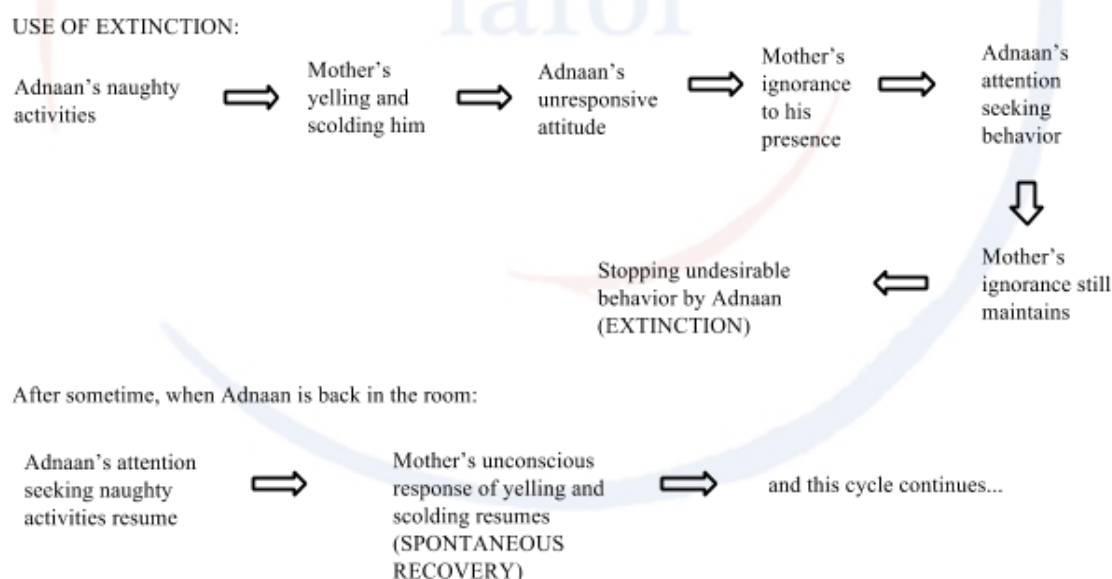 iafor
USE OF EXTINCTION:
Adnaan's naughty
activities
Mother's
yelling and
scolding him
Adnaan's
unresponsive
attitude
Mother's
ignorance
to his
presence
Adnaan's
attention
seeking
behavior
Mother's
ignorance still
maintains
Stopping undesirable
behavior by Adnaan
(EXTINCTION)
After sometime, when Adnaan is back in the room:
Adnaan's attention
seeking naughty
activities resume
Mother's unconscious
response of yelling and
scolding resumes
(SPONTANEOUS
RECOVERY)
and this cycle continues...